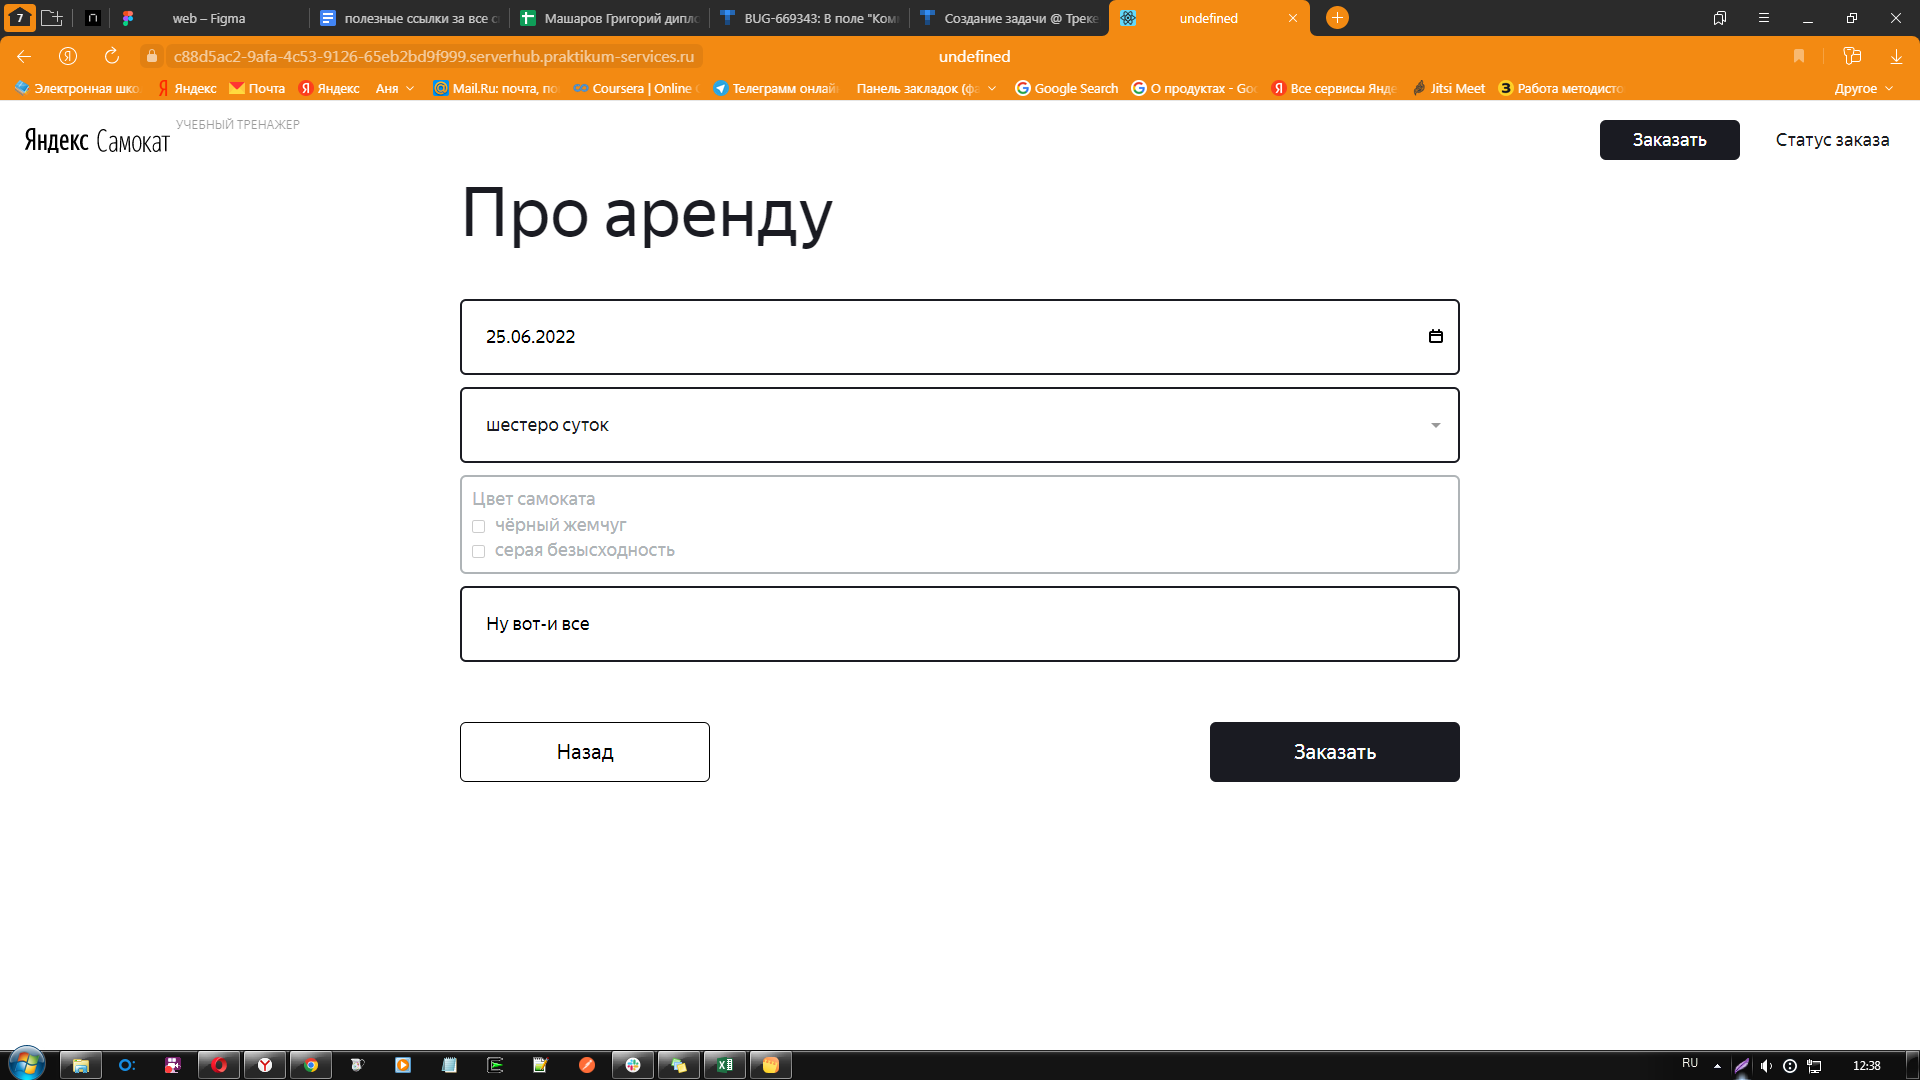 7
web – Figma
полезные ссылки за все с
Машаров Григорий дипл
BUG-669343: В поле "Ком
Создание задачи @ Треке
undefined
c88d5ac2-9afa-4c53-9126-65eb2bd9f999.serverhub.praktikum-services.ru
undefined
Электронная шко
Яндекс
Почта
Яндекс
Аня
Mail.Ru: почта, по
Coursera | Online
Телеграмм онлай
Панель закладок (фа
Google Search
О продуктах - Goo
Все сервисы Янде
Jitsi Meet
Работа методисто
Другое
Яндекс Самокат
УЧЕБНЫЙ ТРЕНАЖЕР
Заказать
Статус заказа
Про аренду
25.06.2022
шестеро суток
Цвет самоката
чёрный жемчуг
серая безысходность
Ну вот-и все
Назад
Заказать
RU
12:38